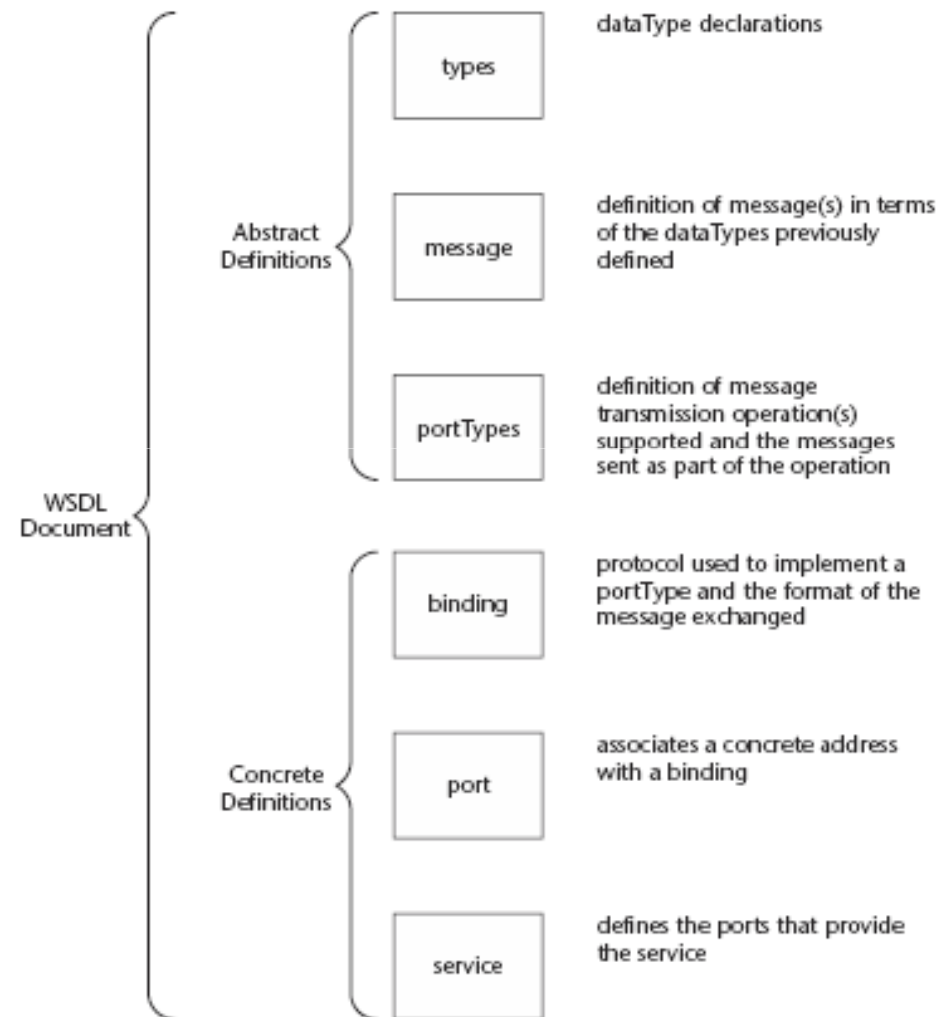 dataType declarations
types
definition of message(s) in terms
of the dataTypes previously
defined
Abstract
Definitions
message
definition of message
transmission operation(s)
supported and the messages
sent as part of the operation
portTypes
WSDL
Document
protocol used to implement a
portType and the format of the
message exchanged
binding
associates a concrete address
with a binding
Concrete
Definitions
port
defines the ports that provide
the service
service